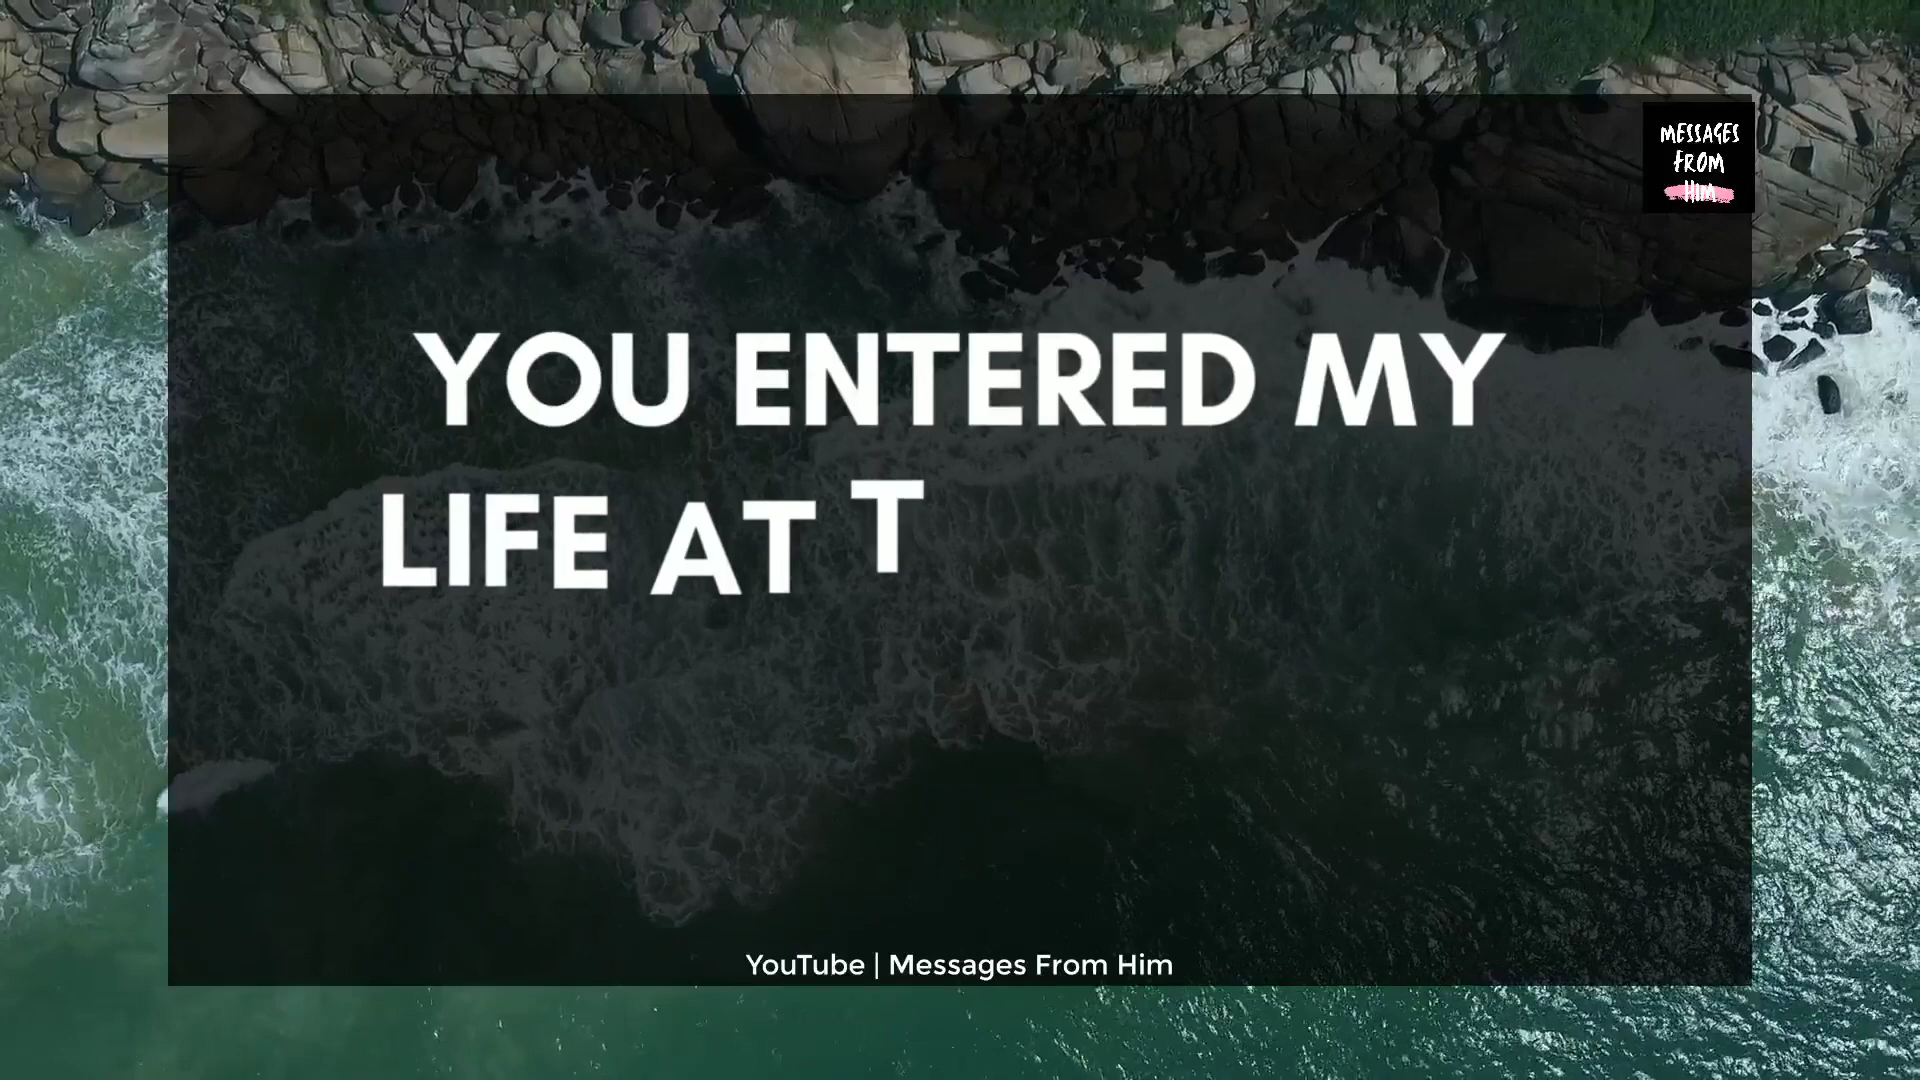 MESSAGES
FROM
HIM
YOU ENTERED MY
LIFE AT T
YouTube | Messages From Him